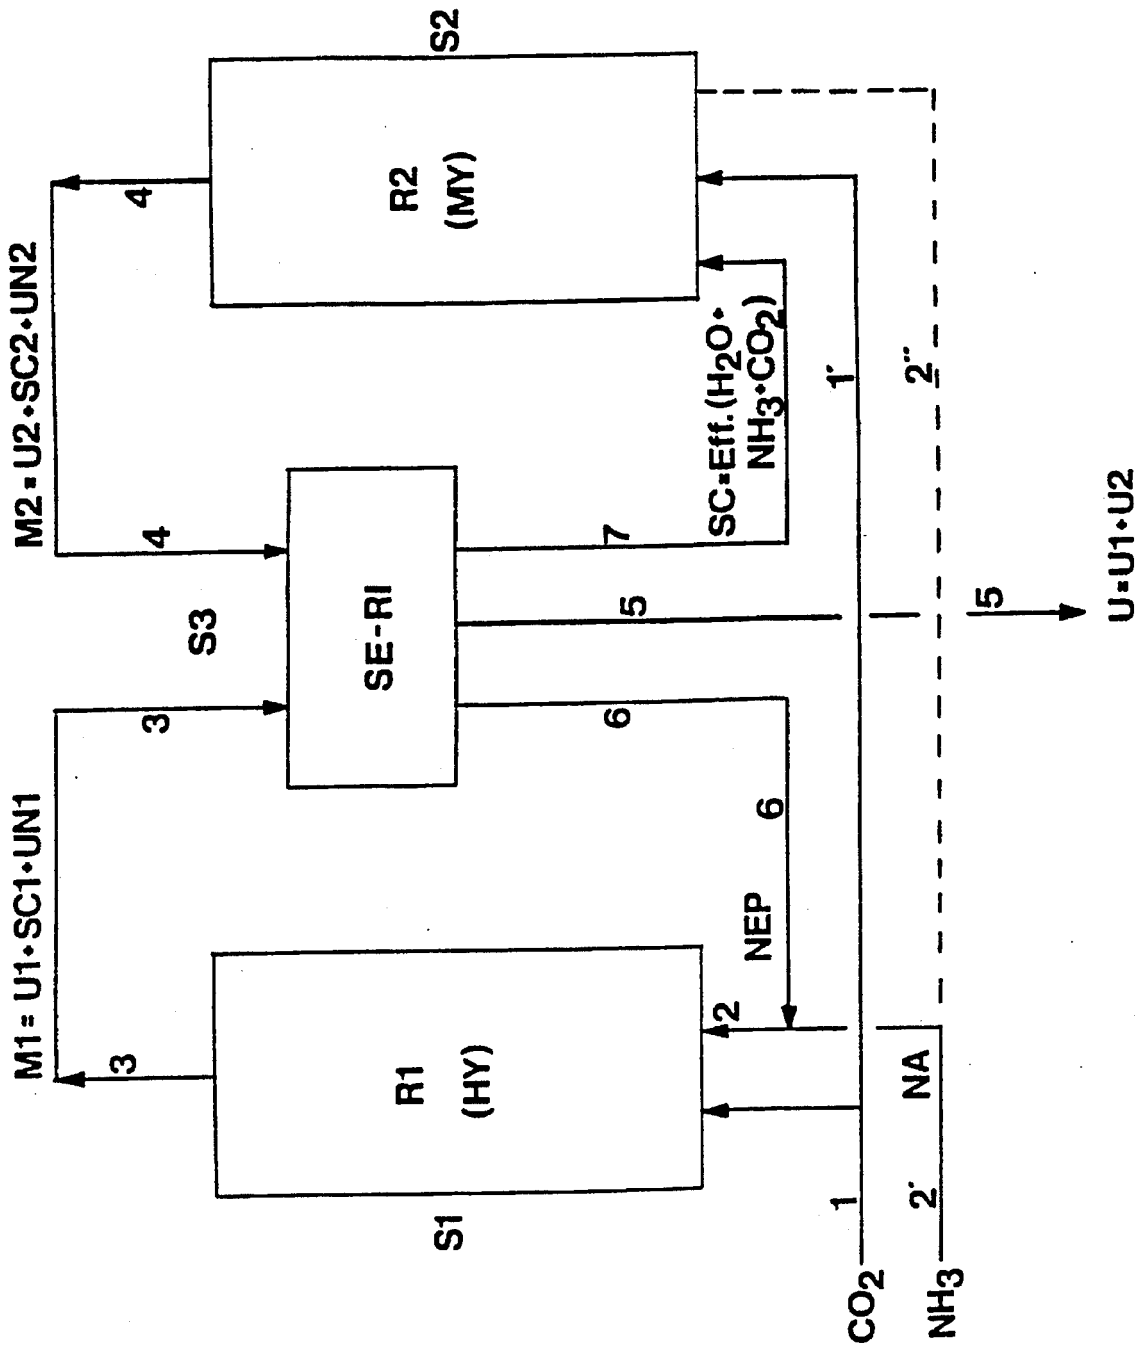 M1 = U1+SC1+UN1
M2 = U2+SC2+UN2
3
3
4
4
S3
S1
R1
(HY)
SE-RI
R2
(MY)
S2
2
NEP
6
6
5
7
SC=Eff.(H2O+
NH3+CO2)
CO2
1
1'
NH3
2'
NA
2''
5
U=U1+U2